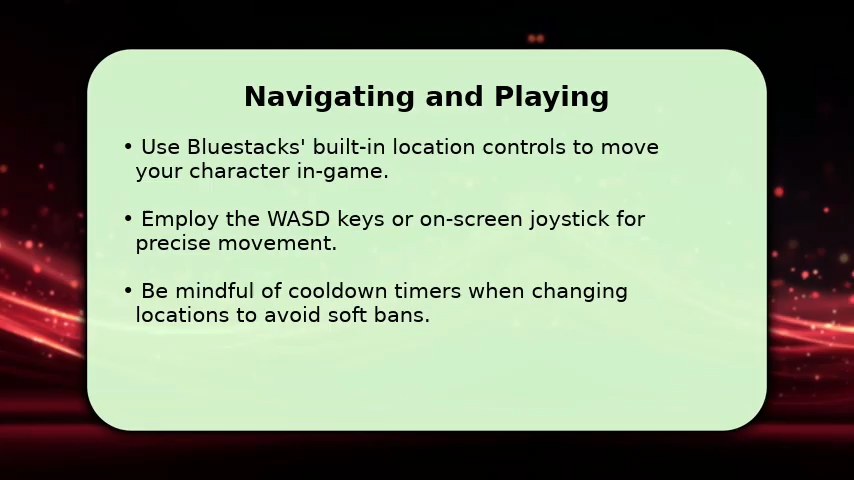 Navigating and Playing
• Use Bluestacks' built-in location controls to move
your character in-game.
• Employ the WASD keys or on-screen joystick for
precise movement.
• Be mindful of cooldown timers when changing
locations to avoid soft bans.